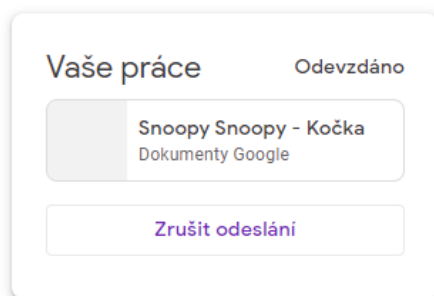 Vaše práce
Odevzdáno
Snoopy Snoopy - Kočka
Dokumenty Google
Zrušit odeslání